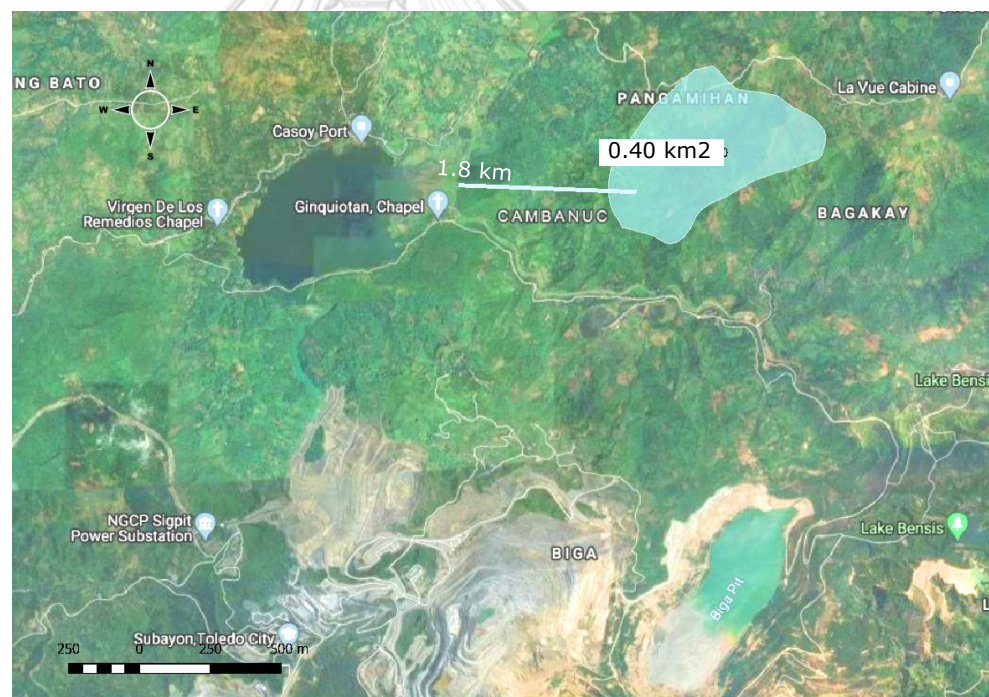 NG BATO
N
W
E
S
PANGAMIHAN
La Vue Cabine
Casoy Port
0.40 km2
1.8 km
Virgen De Los
Remedios Chapel
Ginquiotan, Chapel
CAMBANUC
BAGAKAY
Lake Bensi
NGCP Sigpit
Power Substation
Lake Bensis
BIGA
Biga Pit
L
Subayon,Toledo City
250
0
250
500 m